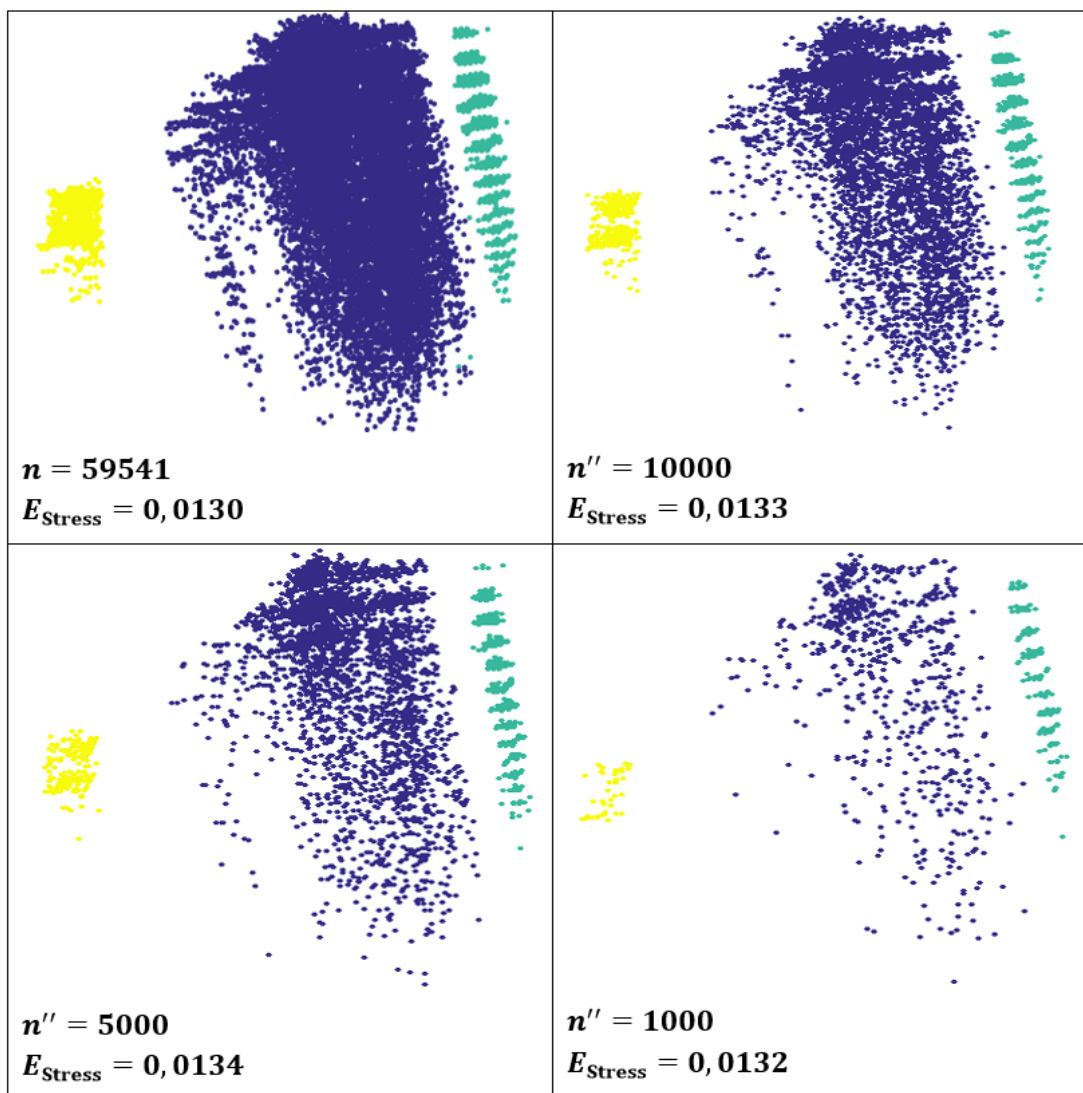 n = 59541
E_Stress = 0,0130
n'' = 10000
E_Stress = 0,0133
n'' = 5000
E_Stress = 0,0134
n'' = 1000
E_Stress = 0,0132